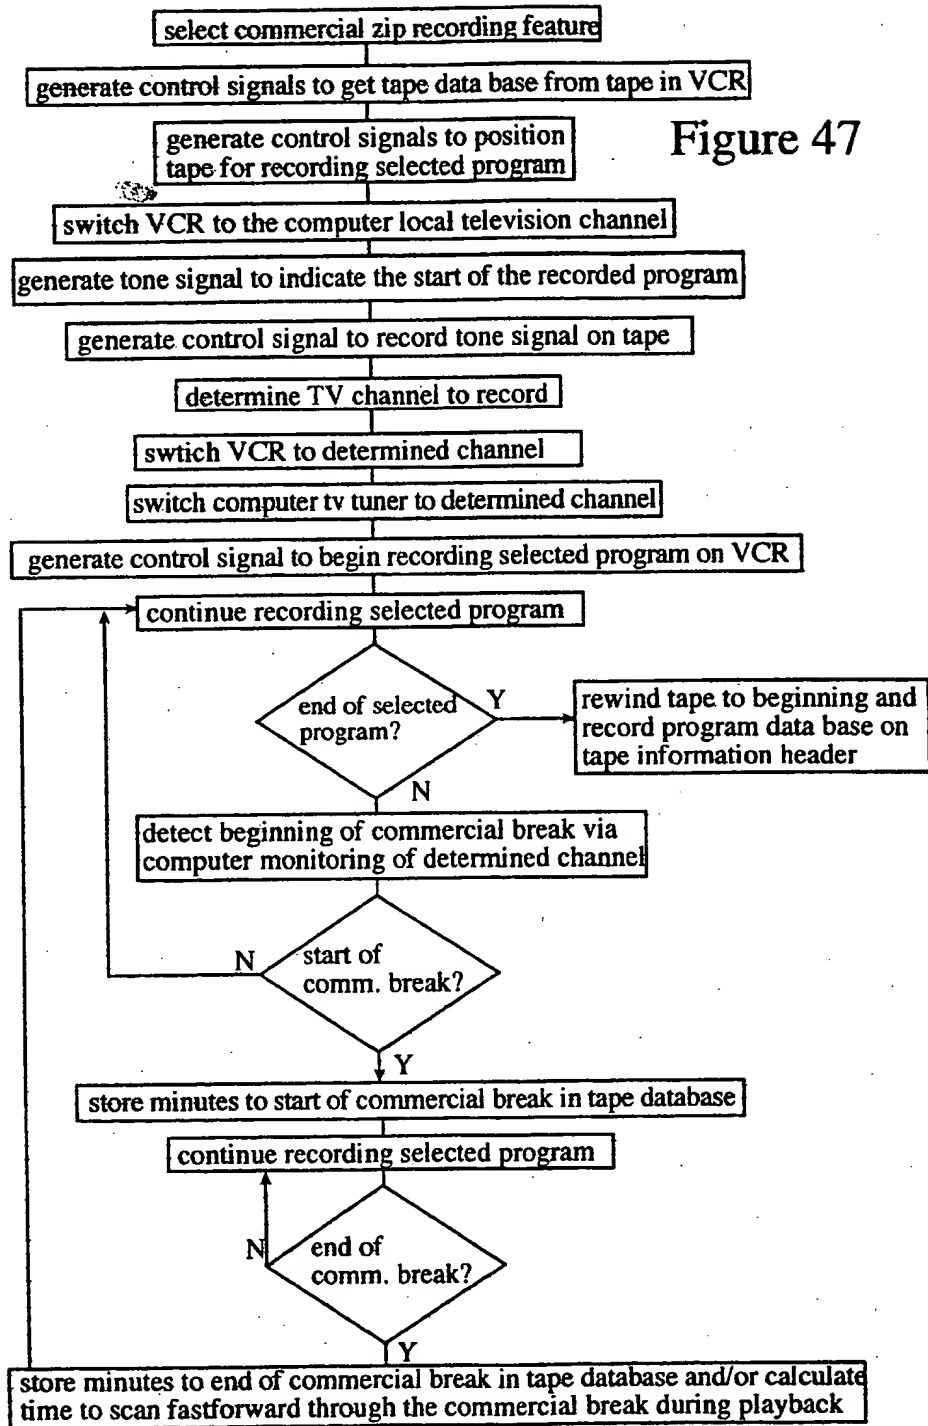 select commercial zip recording feature
generate control signals to get tape data base from tape in VCR
Figure 47
generate control signals to position
tape for recording selected program
switch VCR to the computer local television channel
generate tone signal to indicate the start of the recorded program
generate control signal to record tone signal on tape
determine TV channel to record
swtich VCR to determined channel
switch computer tv tuner to determined channel
generate control signal to begin recording selected program on VCR
continue recording selected program
end of selected
program?
Y
rewind tape to beginning and
record program data base on
tape information header
N
detect beginning of commercial break via
computer monitoring of determined channel
N
start of
comm. break?
Y
store minutes to start of commercial break in tape database
continue recording selected program
N
end of
comm. break?
Y
store minutes to end of commercial break in tape database and/or calculate
time to scan fastforward through the commercial break during playback